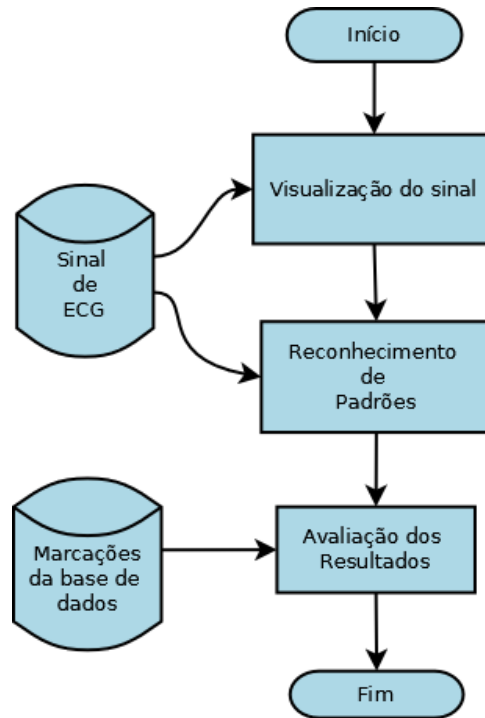 Início
Visualização do sinal
Sinal
de
ECG
Reconhecimento
de
Padrões
Marcações
da base de
dados
Avaliação dos
Resultados
Fim